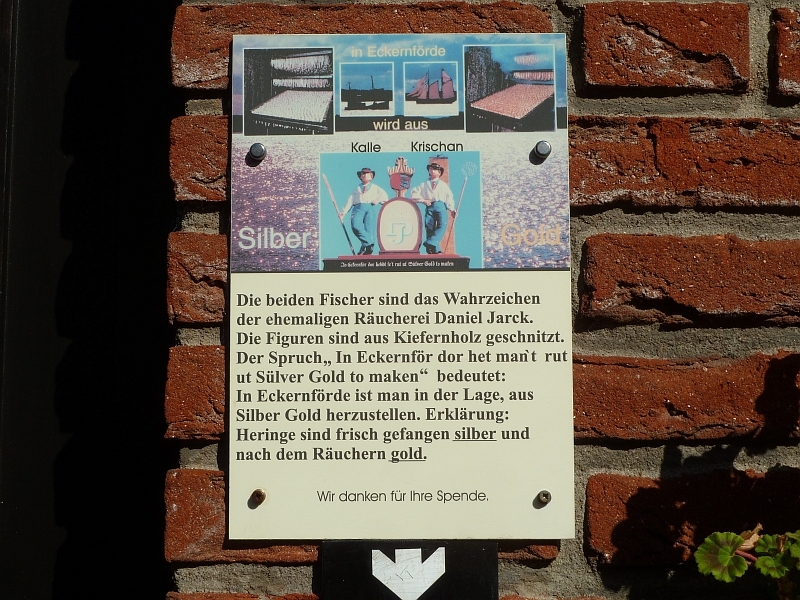 in Eckernförde
wird aus
Kalle Krischan
Silber Gold
Die beiden Fischer sind das Wahrzeichen
der ehemaligen Räucherei Daniel Jarck.
Die Figuren sind aus Kiefernholz geschnitzt.
Der Spruch„ In Eckernför dor het man`t rut
ut Sülver Gold to maken“ bedeutet:
In Eckernförde ist man in der Lage, aus
Silber Gold herzustellen. Erklärung:
Heringe sind frisch gefangen silber und
nach dem Räuchern gold.
Wir danken für Ihre Spende.